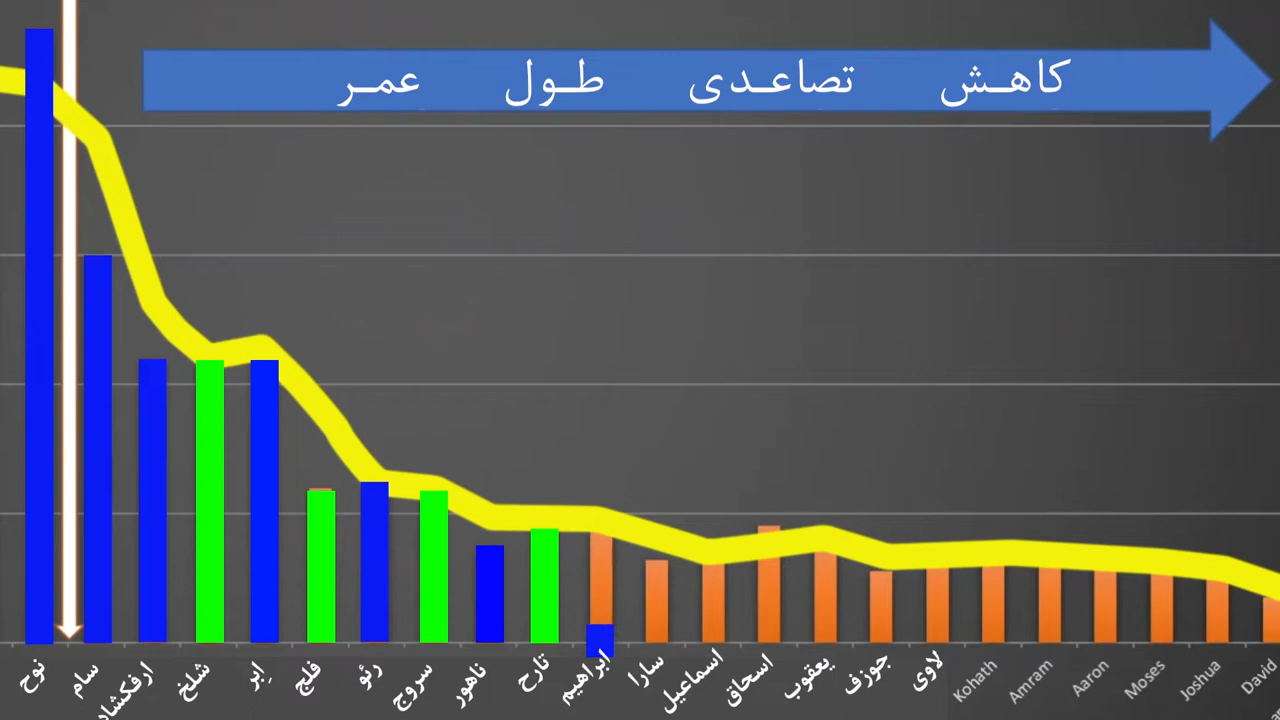 کاهش تصاعدی طول عمر
نوح
سام
ارفکشاد
شلخ
اِبر
فلج
رئو
سروج
ناهور
تارح
ابراهیم
سارا
اسماعیل
اسحاق
یعقوب
جوزف
لاوی
Kohath
Amram
Aaron
Moses
Joshua
David